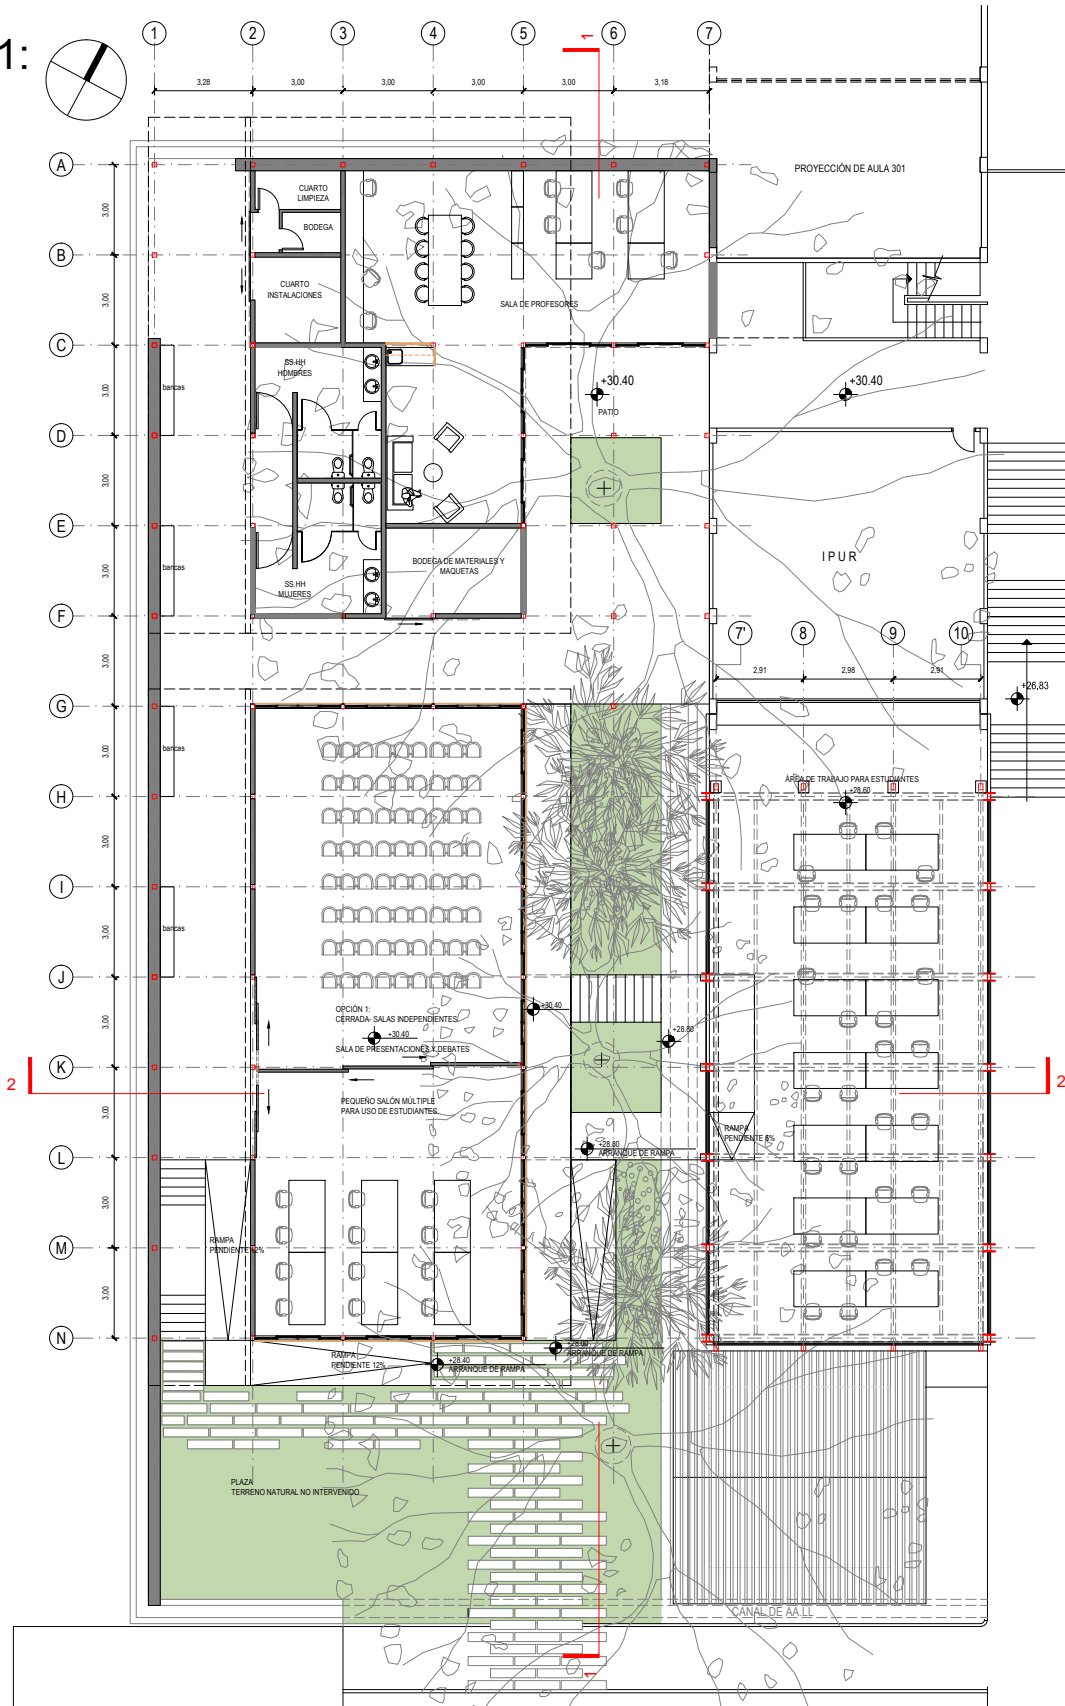 1:
1
2
3
4
5
6
7
1
3,28
3,00
3,00
3,00
3,00
3,18
A
B
C
D
E
F
G
H
I
J
K
L
M
N
3,00
3,00
3,00
3,00
3,00
3,00
3,00
3,00
3,00
3,00
3,00
3,00
3,00
CUARTO
LIMPIEZA
BODEGA
CUARTO
INSTALACIONES
SALA DE PROFESORES
PROYECCIÓN DE AULA 301
SS.HH
HOMBRES
bancas
+30.40
PATIO
+30.40
IPUR
bancas
SS.HH
MUJERES
BODEGA DE MATERIALES Y
MAQUETAS
7'
8
9
10
2,91
2,98
2,91
+26,83
bancas
ÁREA DE TRABAJO PARA ESTUDIANTES
+28.60
bancas
OPCIÓN 1:
CERRADA- SALAS INDEPENDIENTES
+30.40
SALA DE PRESENTACIONES Y DEBATES
+30.40
+28.80
2
2
PEQUEÑO SALÓN MÚLTIPLE
PARA USO DE ESTUDIANTES
RAMPA
PENDIENTE 6%
+28.80
ARRANQUE DE RAMPA
RAMPA
PENDIENTE 12%
RAMPA
PENDIENTE 12%
+28.40
ARRANQUE DE RAMPA
ARRANQUE DE RAMPA
PLAZA
TERRENO NATURAL NO INTERVENIDO
CANAL DE AA.LL
1